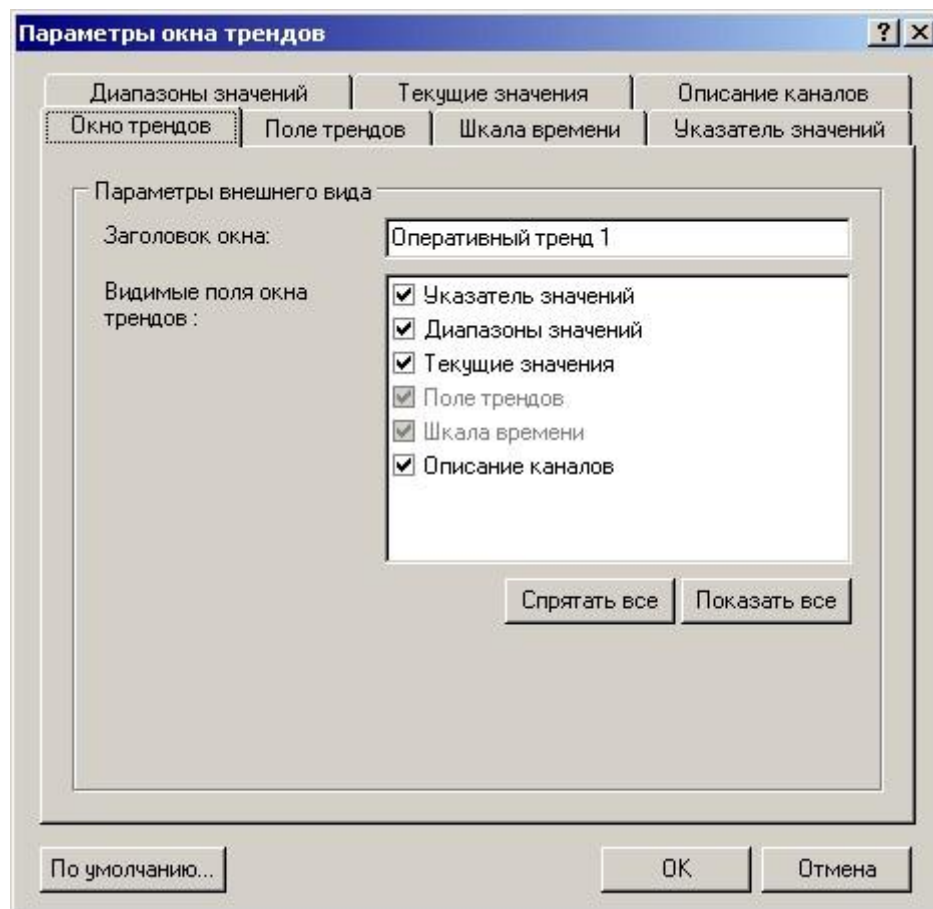 Параметры окна трендов
Диапазоны значений Текущие значения Описание каналов
Окно трендов Поле трендов Шкала времени Указатель значений
Параметры внешнего вида
Заголовок окна: Оперативный тренд 1
Видимые поля окна трендов :
Указатель значений
Диапазоны значений
Текущие значения
Поле трендов
Шкала времени
Описание каналов
Спрятать все Показать все
По умолчанию... OK Отмена